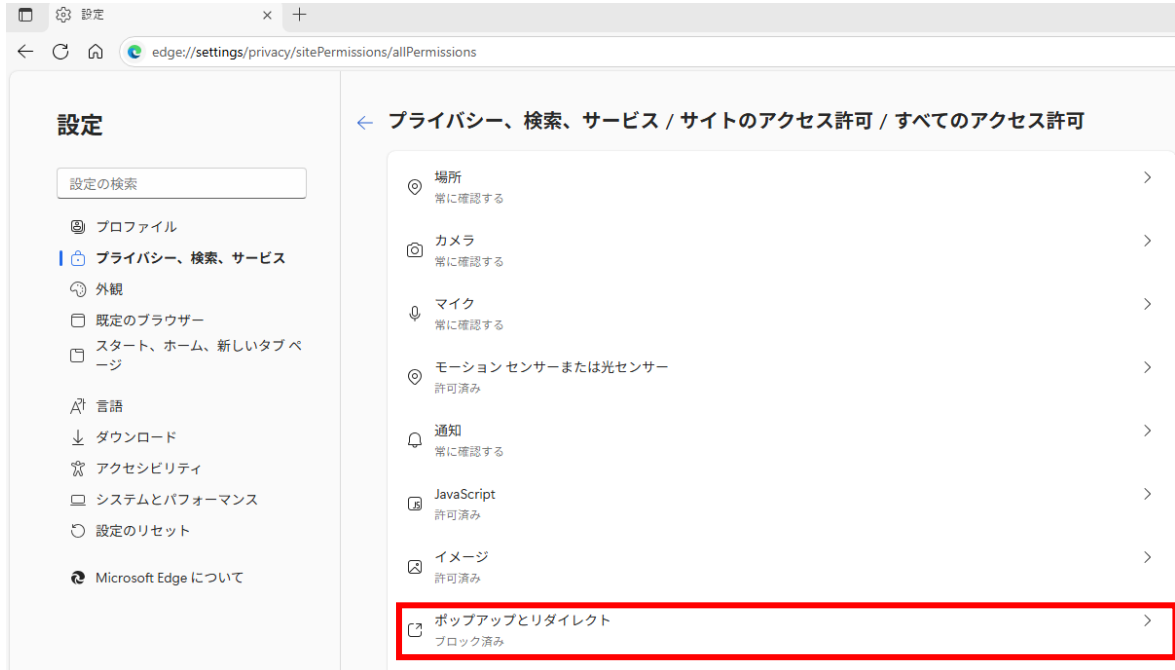 設定
edge://settings/privacy/sitePermissions/allPermissions
設定
設定の検索
プロファイル
プライバシー、検索、サービス
外観
既定のブラウザー
スタート、ホーム、新しいタブ ペ
ージ
言語
ダウンロード
アクセシビリティ
システムとパフォーマンス
設定のリセット
Microsoft Edge について
プライバシー、検索、サービス / サイトのアクセス許可 / すべてのアクセス許可
場所
常に確認する
カメラ
常に確認する
マイク
常に確認する
モーション センサーまたは光センサー
許可済み
通知
常に確認する
JavaScript
許可済み
イメージ
許可済み
ポップアップとリダイレクト
ブロック済み